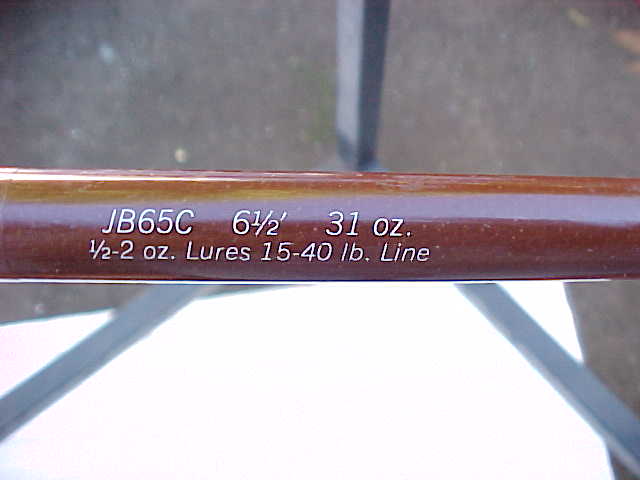 JB65C 6½' 31 oz.
½-2 oz. Lures 15-40 lb. Line